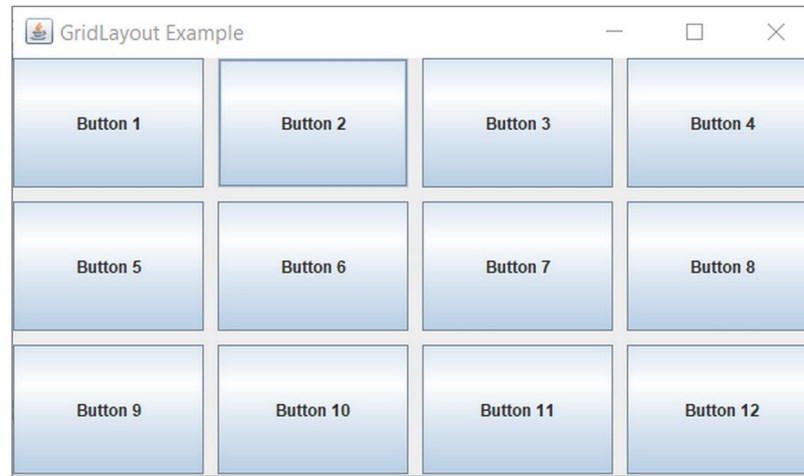 GridLayout Example
Button 1 Button 2 Button 3 Button 4
Button 5 Button 6 Button 7 Button 8
Button 9 Button 10 Button 11 Button 12